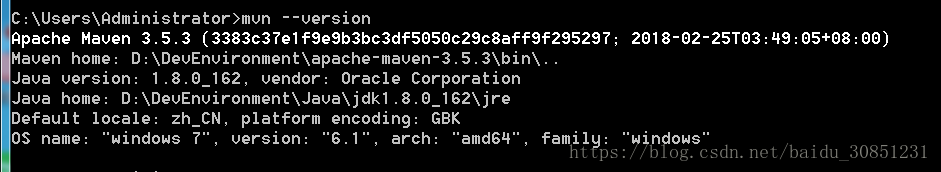 C:\Users\Administrator>mvn --version
Apache Maven 3.5.3 (3383c37e1f9e9b3bc3df5050c29c8aff9f295297; 2018-02-25T03:49:05+08:00)
Maven home: D:\DevEnvironment\apache-maven-3.5.3\bin\..
Java version: 1.8.0_162, vendor: Oracle Corporation
Java home: D:\DevEnvironment\Java\jdk1.8.0_162\jre
Default locale: zh_CN, platform encoding: GBK
OS name: "windows 7", version: "6.1", arch: "amd64", family: "windows"
https://blog.csdn.net/baidu_30851231